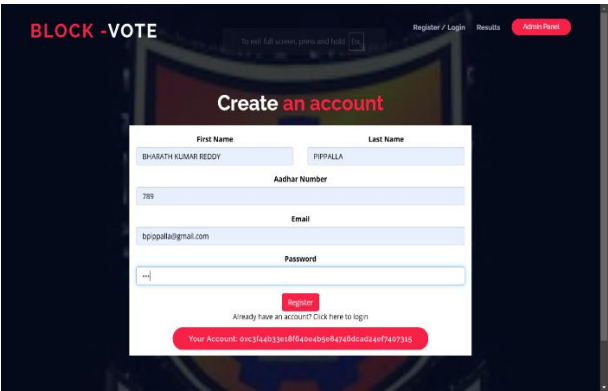 BLOCK -VOTE
Register / Login Results Admin Panel
To exit full screen, press and hold Esc
Create an account
First Name Last Name
BHARATH KUMAR REDDY PIPPALLA
Aadhar Number
789
Email
bpippalla@gmail.com
Password
•••
Register
Already have an account? Click here to login
Your Account: 0xc3f44b33e18f640e4b5e84746dcad24ef7407315